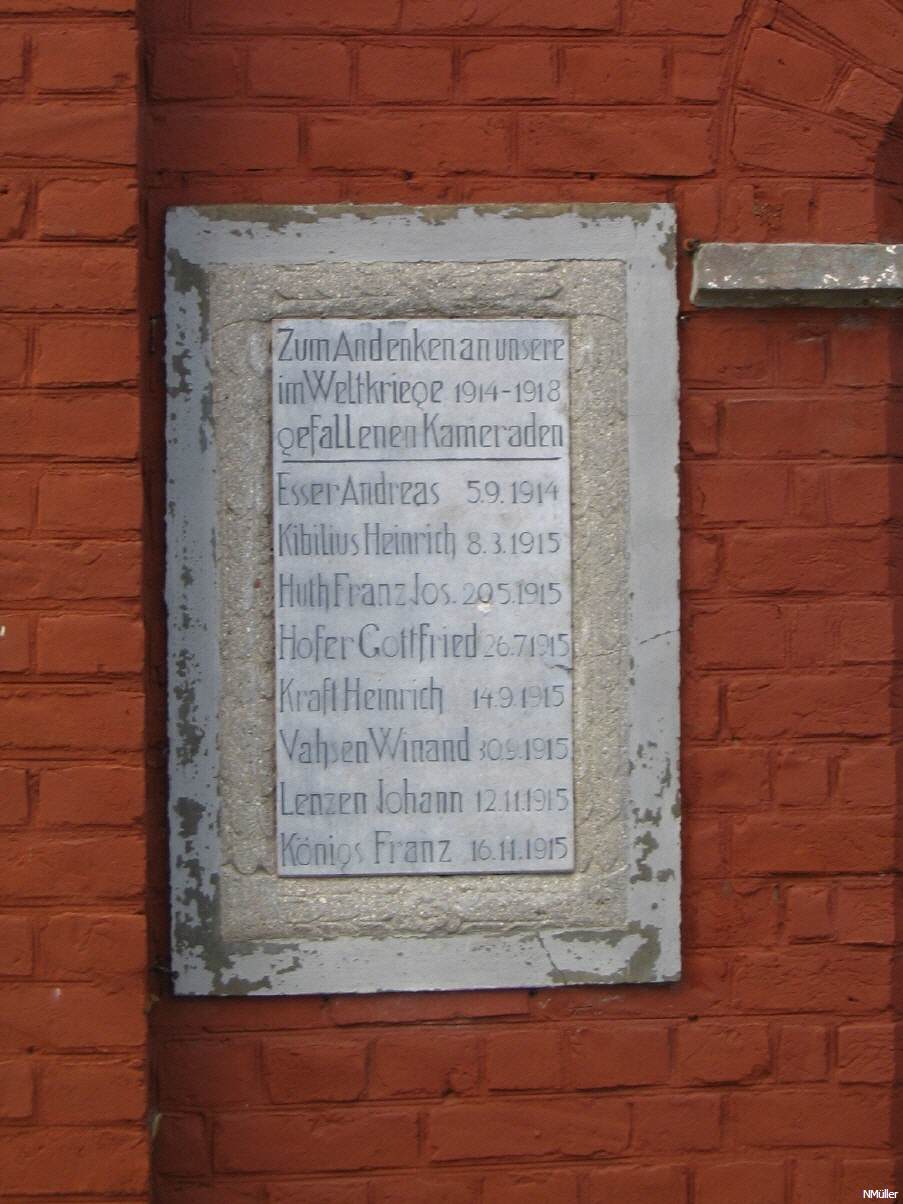 Zum Andenken an unsere
im Weltkriege 1914-1918
gefallenen Kameraden
Esser Andreas 5.9.1914
Kibilius Heinrich 8.3.1915
Huth Franz Jos. 20.5.1915
Hofer Gottfried 26.7.1915
Kraft Heinrich 14.9.1915
Vahsen Winand 30.9.1915
Lenzen Johann 12.11.1915
Königs Franz 16.11.1915
NMüller